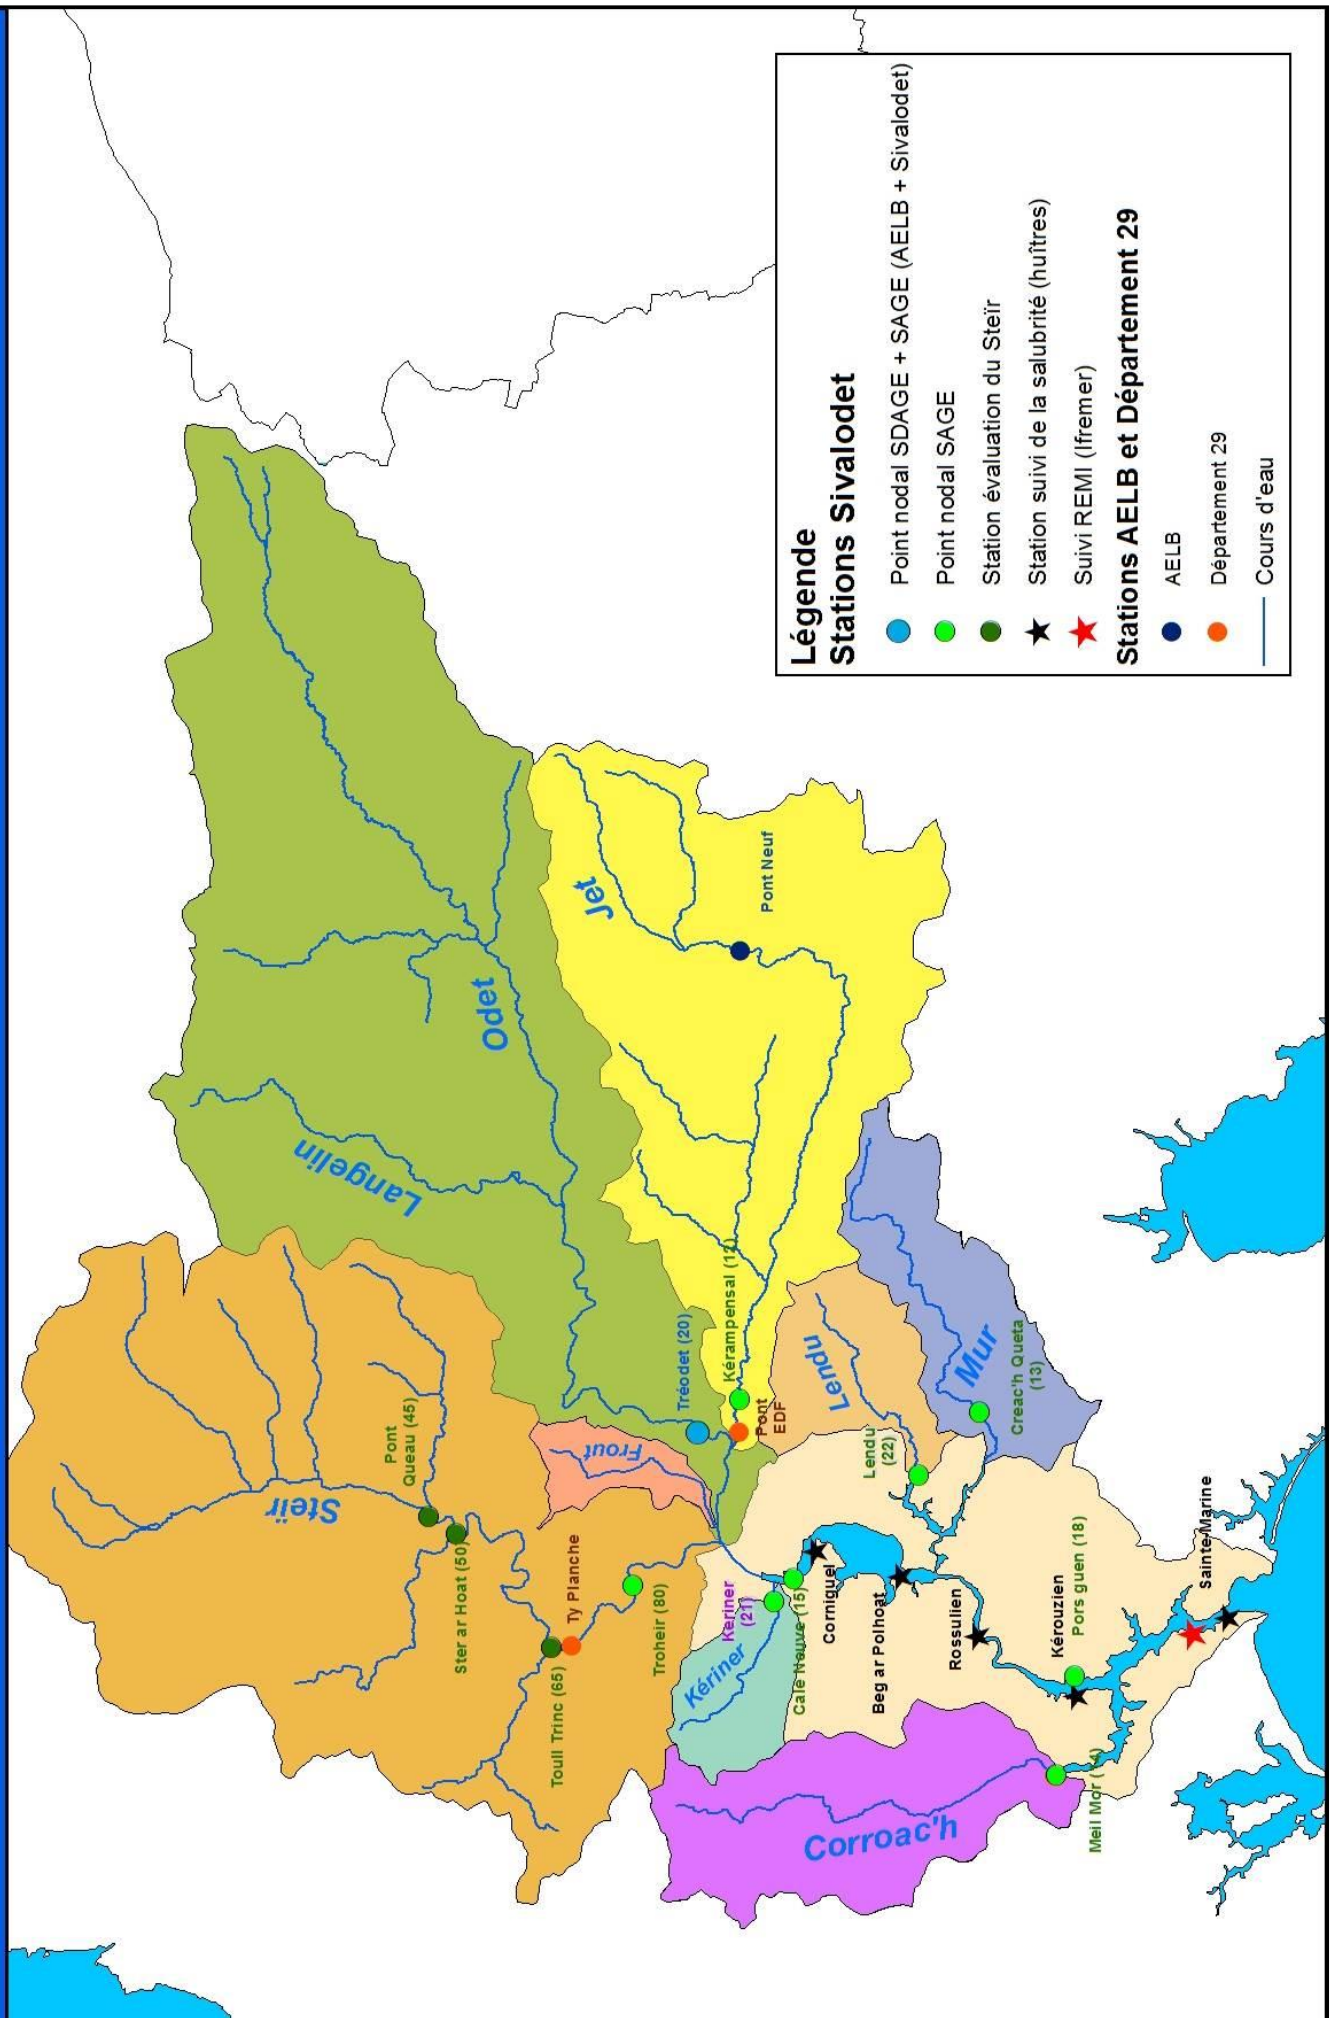 Steïr
Pont
Queau (45)
Ster ar Hoat (50)
Toull Trinc (65)
Ty Planche
Troheir (80)
Frout
Langelin
Odet
Tréodet (20)
Jet
Pont Neuf
Kérampensal (12)
Pont
EDF
Lendu
Lendu
(22)
Mur
Creac'h Queta
(13)
Kériner
Keriner
(21)
Cale Neuve (15)
Corniguel
Beg ar Polhoat
Rossulien
Kérouzien
Pors guen (18)
Sainte-Marine
Corroac'h
Meil Mor (14)
Légende
Stations Sivalodet
Point nodal SDAGE + SAGE (AELB + Sivalodet)
Point nodal SAGE
Station évaluation du Steïr
Station suivi de la salubrité (huîtres)
Suivi REMI (Ifremer)
Stations AELB et Département 29
AELB
Département 29
Cours d'eau